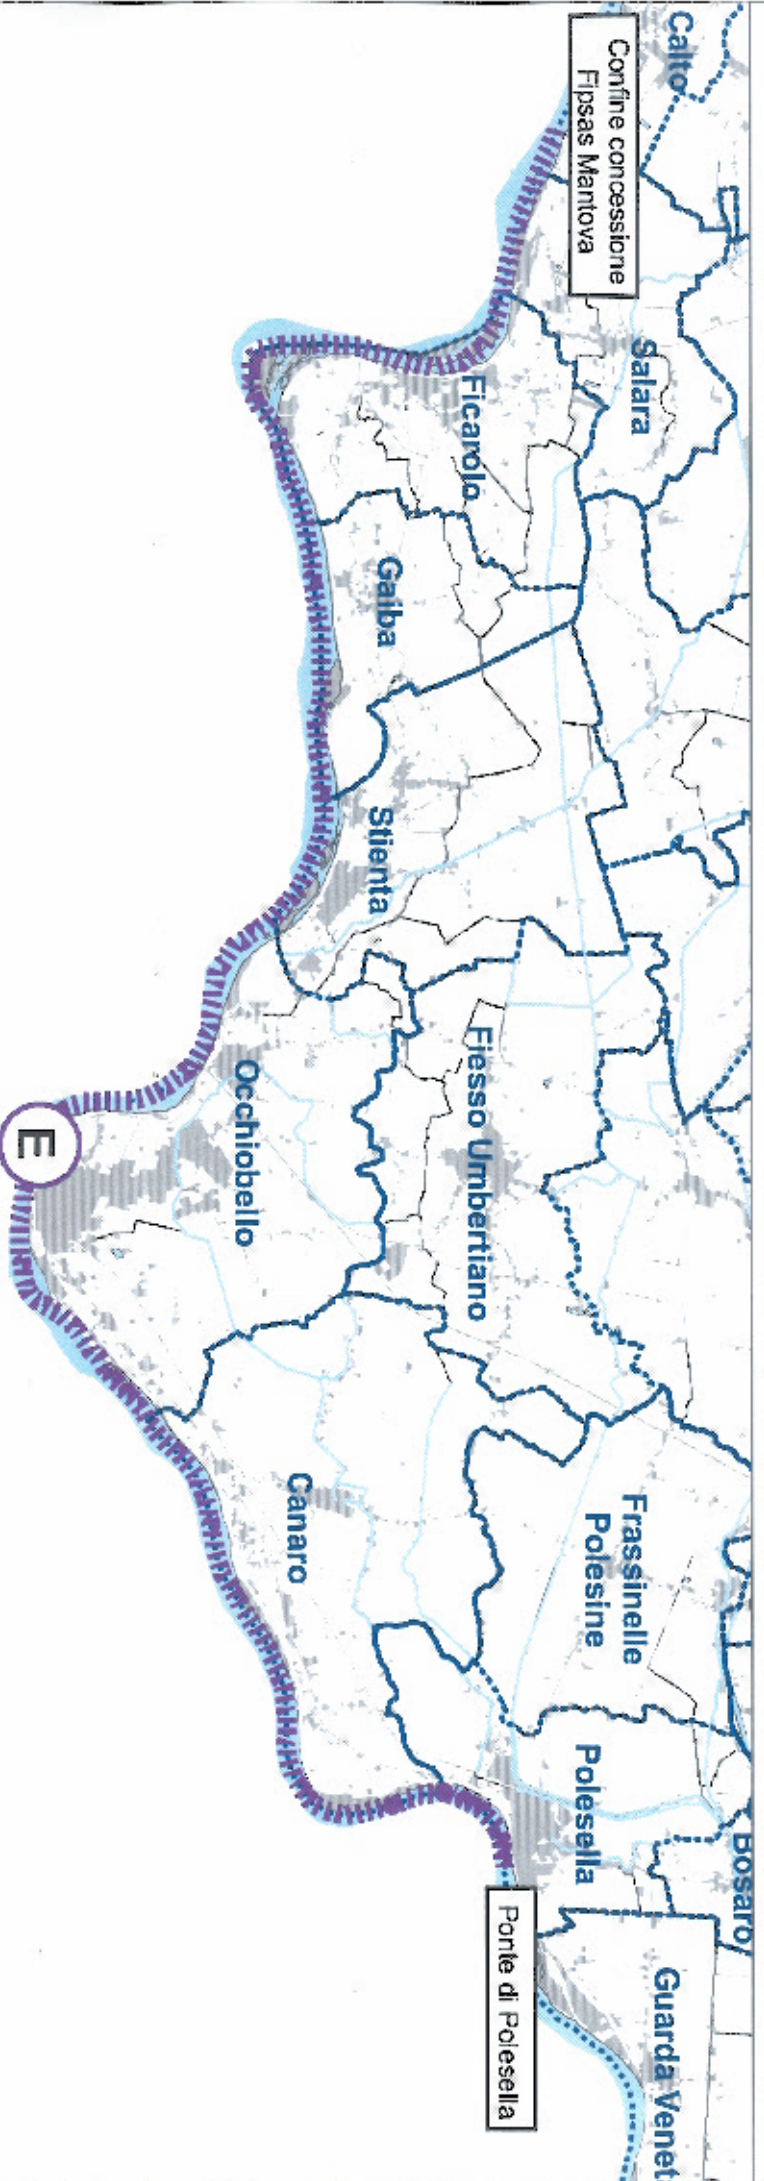 Calto
Confine concessione
Fipsas Mantova
Salara
Ficarolo
Gaiba
Stienta
Fiesso Umbertiano
Occhiobello
E
Canaro
Frassinelle
Polesine
Polesella
Bosaro
Ponte di Polesella
Guarda Venet